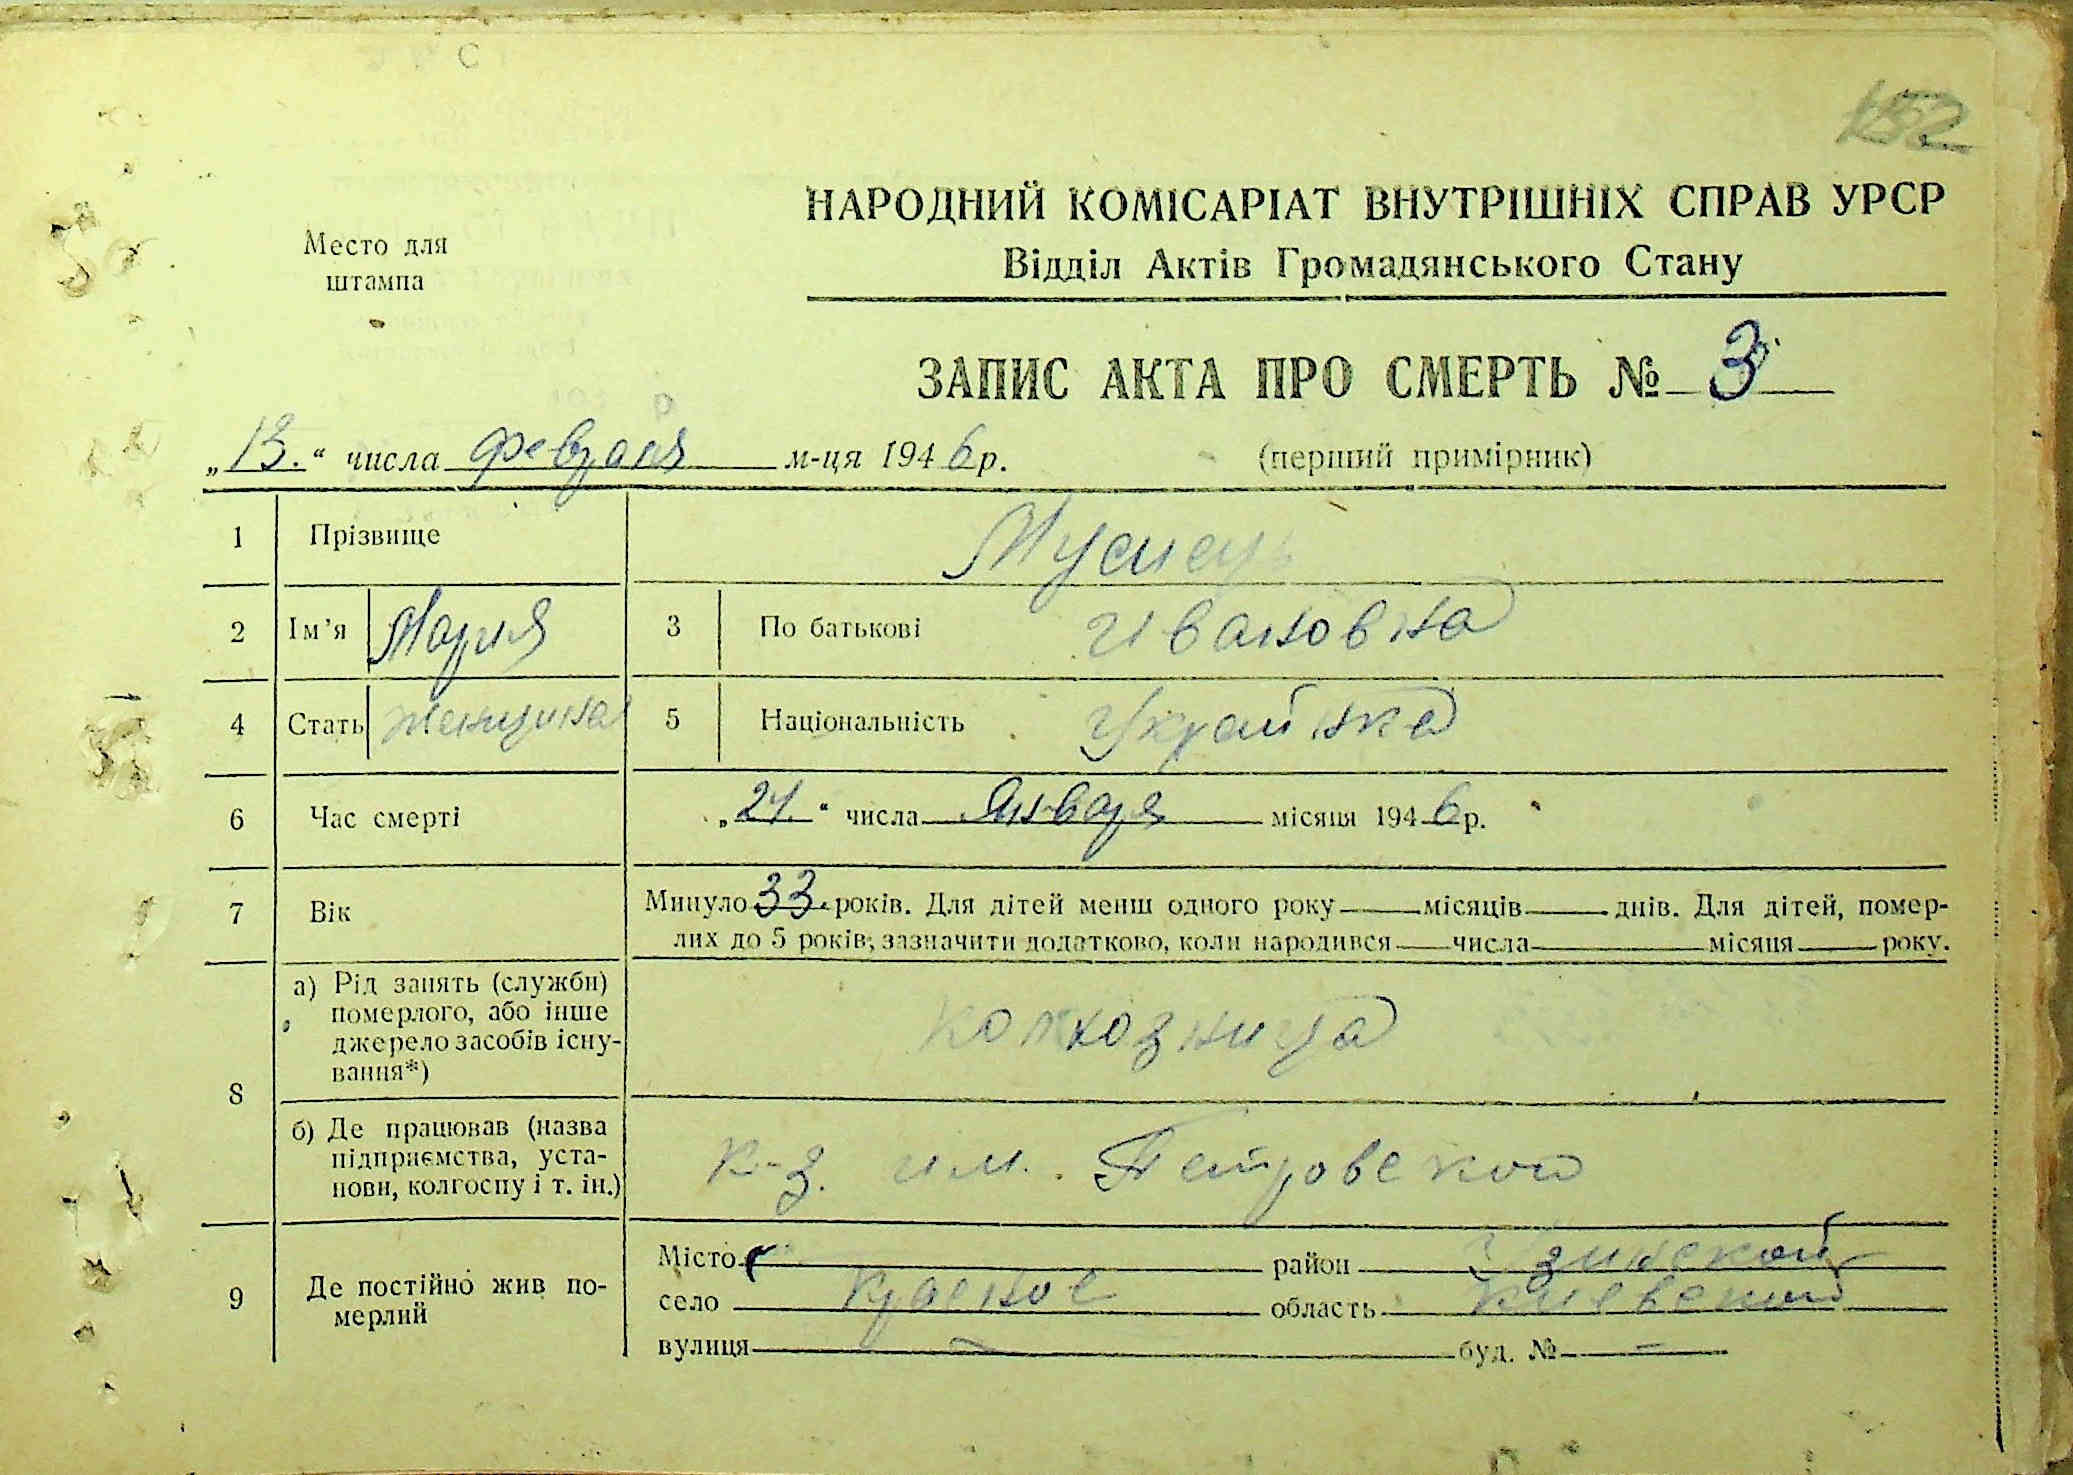 НАРОДНИЙ КОМІСАРІАТ ВНУТРІШНІХ СПРАВ УРСР
Відділ Актів Громадянського Стану
Место для
штампа
ЗАПИС АКТА ПРО СМЕРТЬ № 3
„13.“ числа февраля м-ця 1946 р.
(перший примірник)
1 Прізвище
2 Ім’я Мария 3 По батькові Ивановна
4 Стать женщина 5 Національність Украинка
6 Час смерті „21.“ числа Января місяця 1946 р.
7 Вік Минуло 33 років. Для дітей менш одного року — місяців — днів. Для дітей, помер-
лих до 5 років, зазначити додатково, коли народився — числа — місяця — року.
8 а) Рід занять (служби)
померлого, або інше
джерело засобів існу-
вання*)
колхозница
б) Де працював (назва
підприємства, уста-
нови, колгоспу і т. ін.)
к-з. им. Петровского
9 Де постійно жив по-
мерлий
Місто район Узинский
село Красное область Киевский
вулиця — буд. № —